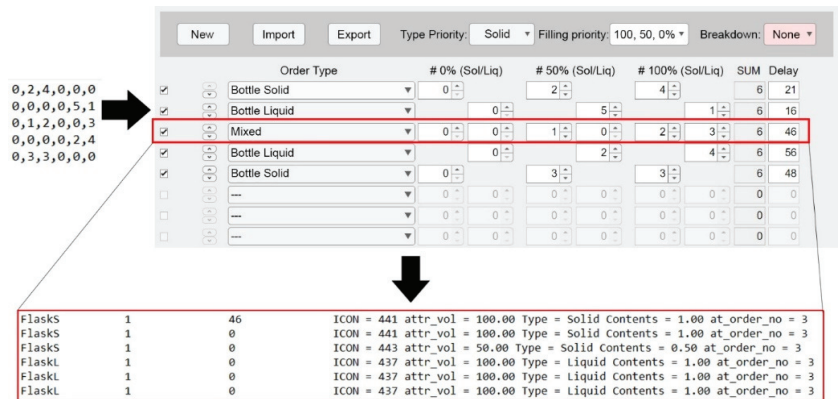 New Import Export Type Priority: Solid Filling priority: 100, 50, 0% Breakdown: None
Order Type # 0% (Sol/Liq) # 50% (Sol/Liq) # 100% (Sol/Liq) SUM Delay
0,2,4,0,0,0
0,0,0,0,5,1
0,1,2,0,0,3
0,0,0,0,2,4
0,3,3,0,0,0
Bottle Solid 0 2 4 6 21
Bottle Liquid 0 5 1 6 16
Mixed 0 0 1 0 2 3 6 46
Bottle Liquid 0 2 4 6 56
Bottle Solid 0 3 3 6 48
--- 0 0 0 0 0 0 0 0
--- 0 0 0 0 0 0 0 0
--- 0 0 0 0 0 0 0 0
FlaskS 1 46 ICON = 441 attr_vol = 100.00 Type = Solid Contents = 1.00 at_order_no = 3
FlaskS 1 0 ICON = 441 attr_vol = 100.00 Type = Solid Contents = 1.00 at_order_no = 3
FlaskS 1 0 ICON = 443 attr_vol = 50.00 Type = Solid Contents = 0.50 at_order_no = 3
FlaskL 1 0 ICON = 437 attr_vol = 100.00 Type = Liquid Contents = 1.00 at_order_no = 3
FlaskL 1 0 ICON = 437 attr_vol = 100.00 Type = Liquid Contents = 1.00 at_order_no = 3
FlaskL 1 0 ICON = 437 attr_vol = 100.00 Type = Liquid Contents = 1.00 at_order_no = 3